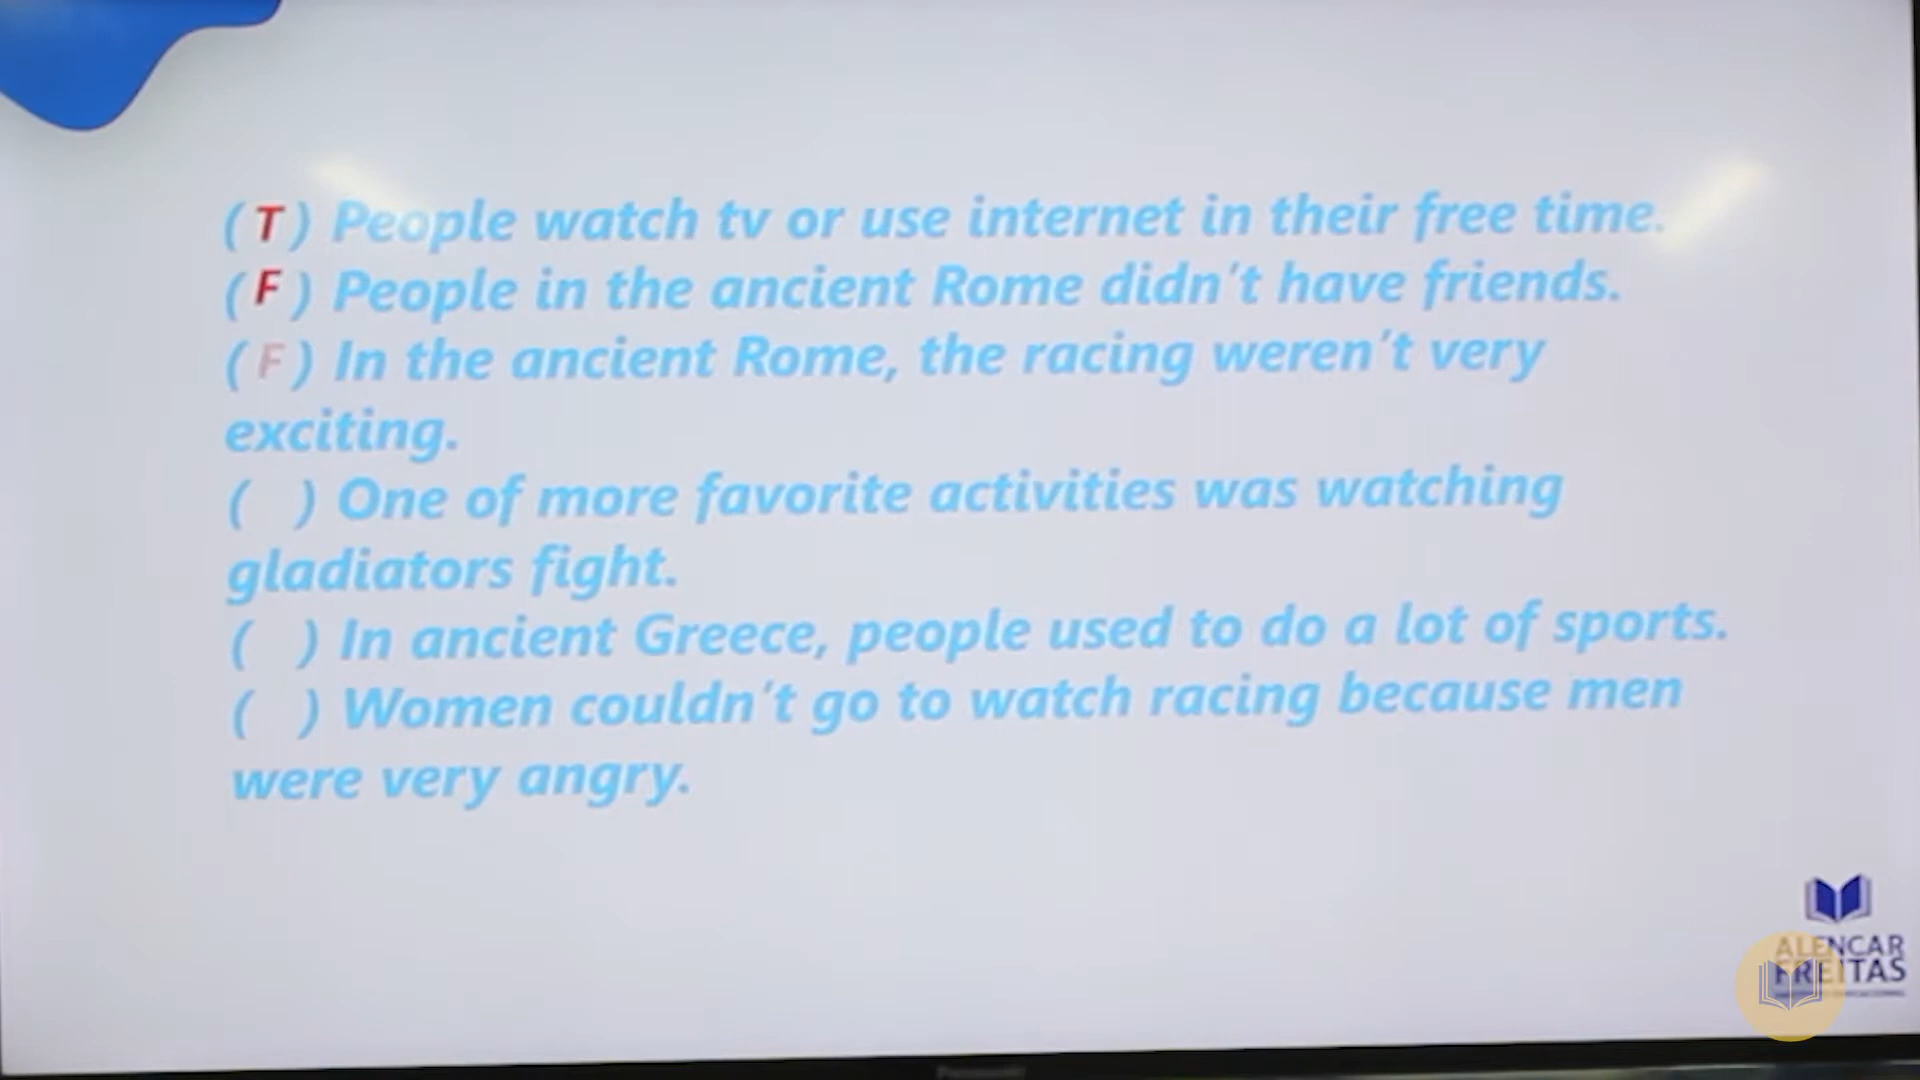 ( T ) People watch tv or use internet in their free time.
( F ) People in the ancient Rome didn't have friends.
( F ) In the ancient Rome, the racing weren't very
exciting.
( ) One of more favorite activities was watching
gladiators fight.
( ) In ancient Greece, people used to do a lot of sports.
( ) Women couldn't go to watch racing because men
were very angry.
ALENCAR
FREITAS